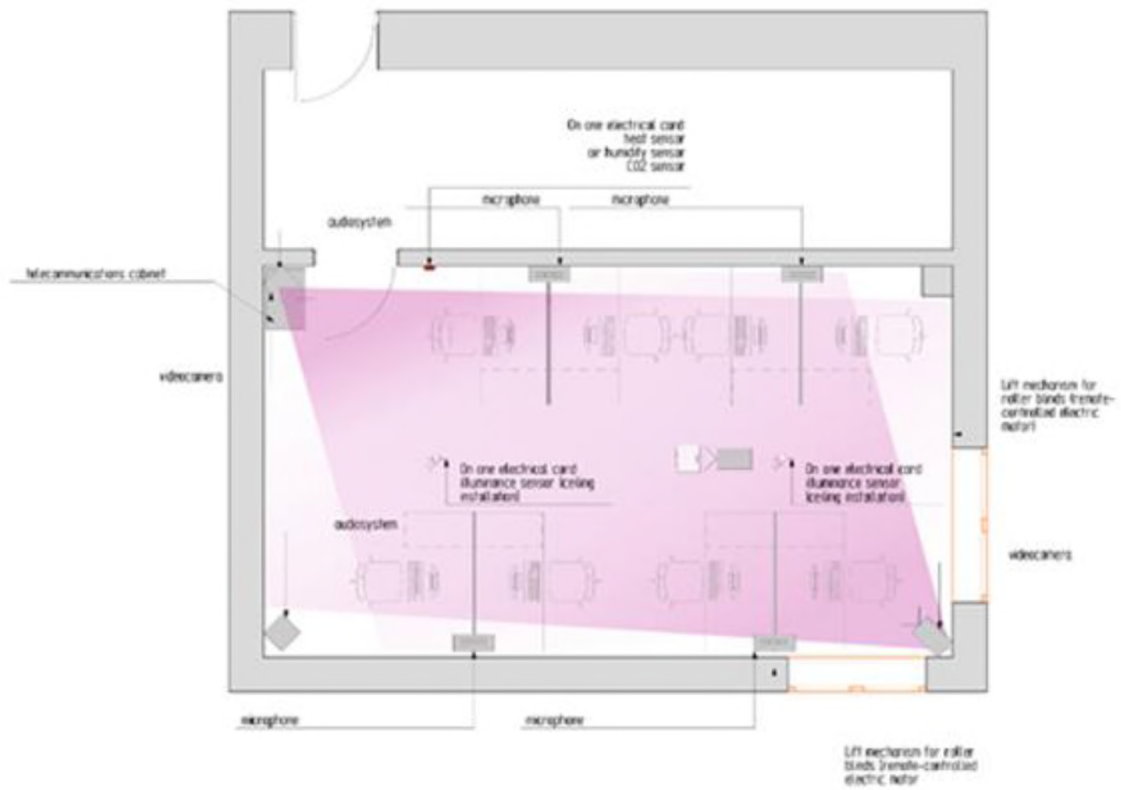 On one electrical card
heat sensor
air humidity sensor
CO2 sensor
microphone
microphone
audiosystem
telecommunications cabinet
videocamera
Lift mechanism for
roller blinds (remote-
controlled electric
motor)
On one electrical card
illuminance sensor (ceiling
installation)
On one electrical card
illuminance sensor
(ceiling installation)
audiosystem
videocamera
microphone
microphone
Lift mechanism for roller
blinds (remote-controlled
electric motor